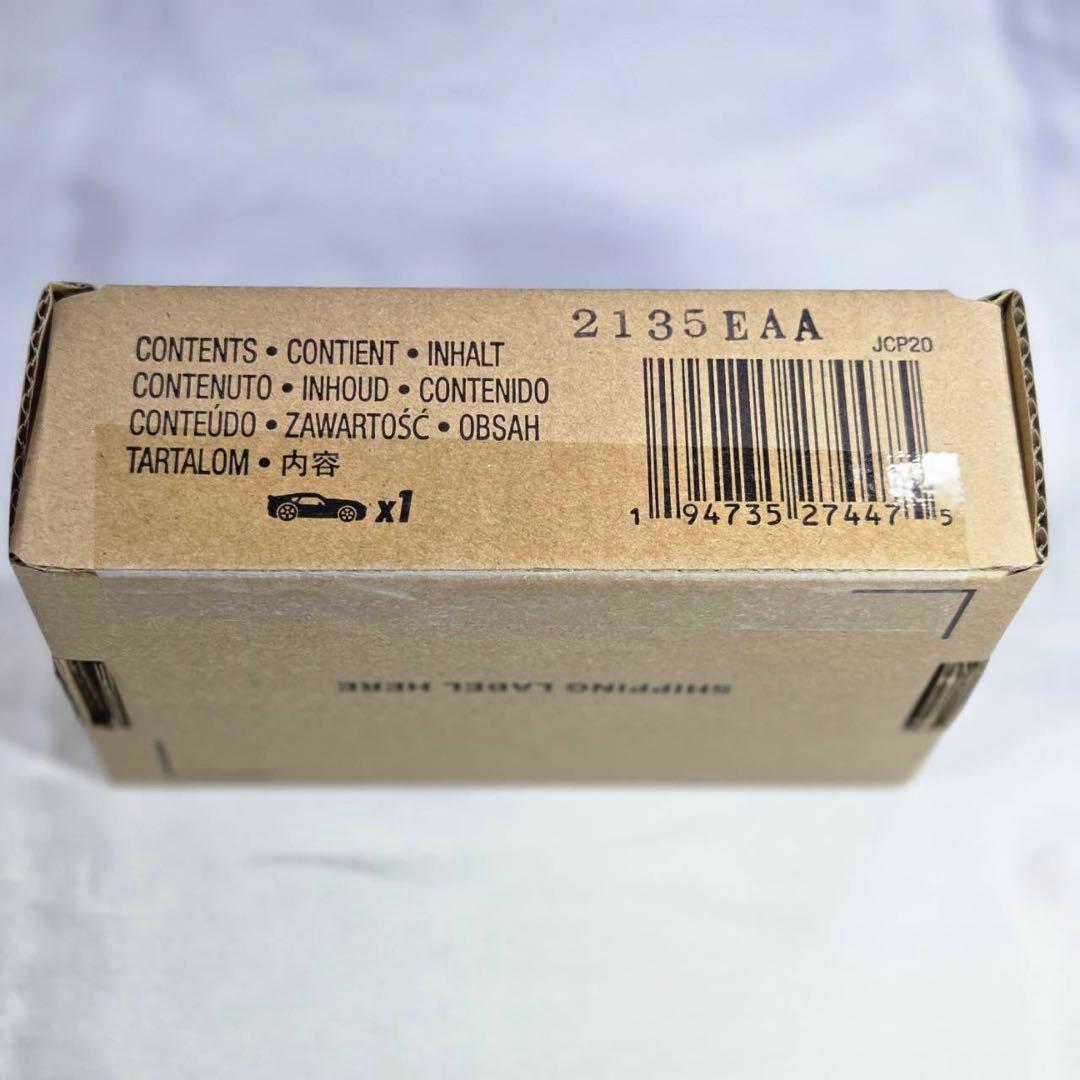 2135EAA
CONTENTS • CONTIENT • INHALT
CONTENUTO • INHOUD • CONTENIDO
CONTEÚDO • ZAWARTOŚĆ • OBSAH
TARTALOM • 内容
x1
JCP20
1 94735 27447 5
SHIPPING LABEL HERE